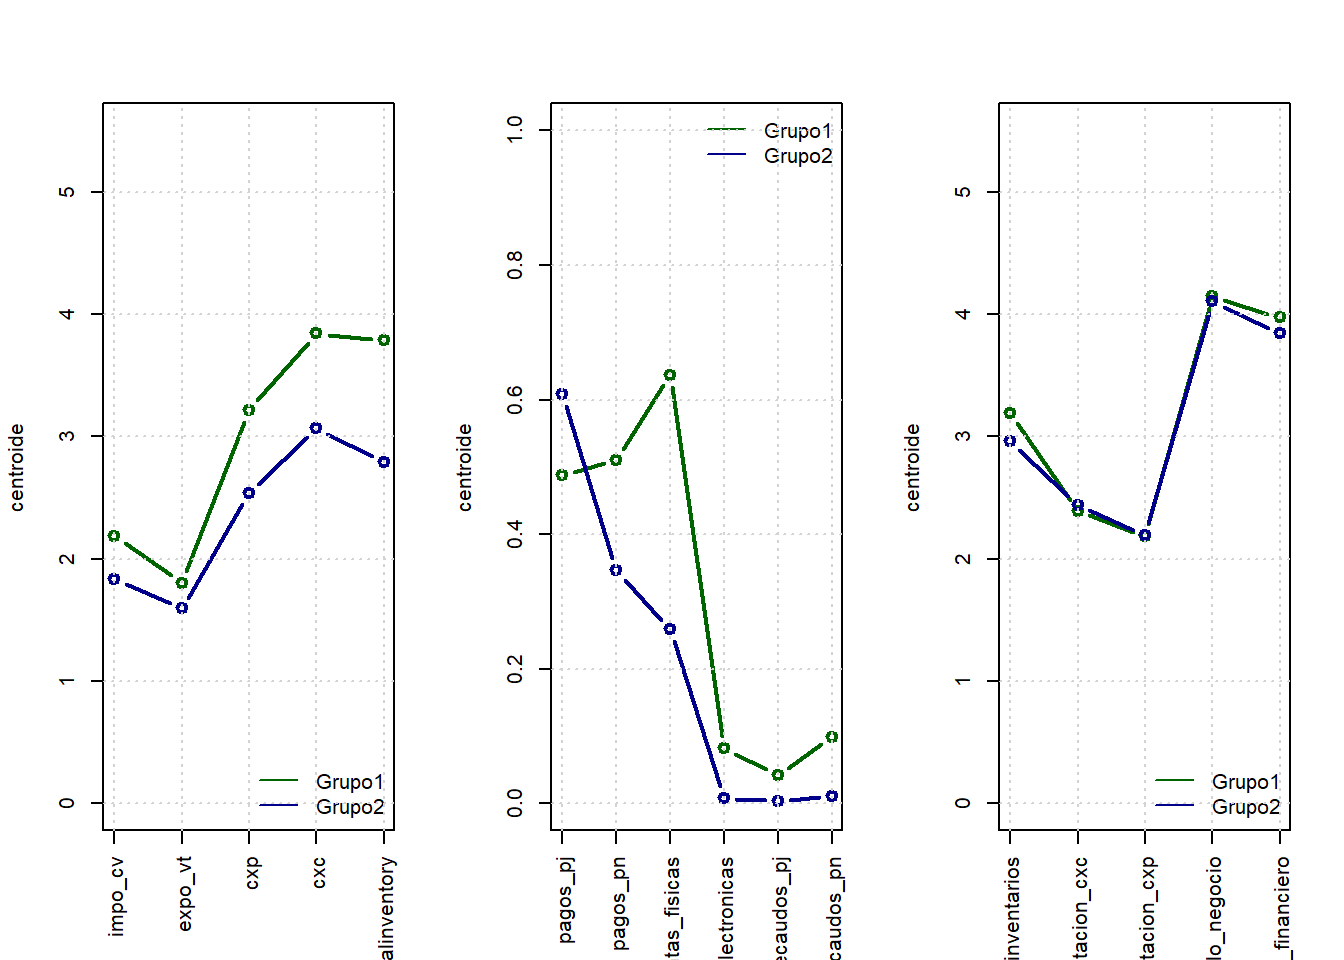 centroide
5
4
3
2
1
0
Grupo1
Grupo2
impo_cv
expo_vt
cxp
cxc
alinventory
centroide
1.0
0.8
0.6
0.4
0.2
0.0
Grupo1
Grupo2
pagos_pj
pagos_pn
tas_fisicas
lectronicas
ecaudos_pj
caudos_pn
centroide
5
4
3
2
1
0
Grupo1
Grupo2
inventarios
tacion_cxc
tacion_cxp
lo_negocio
_financiero